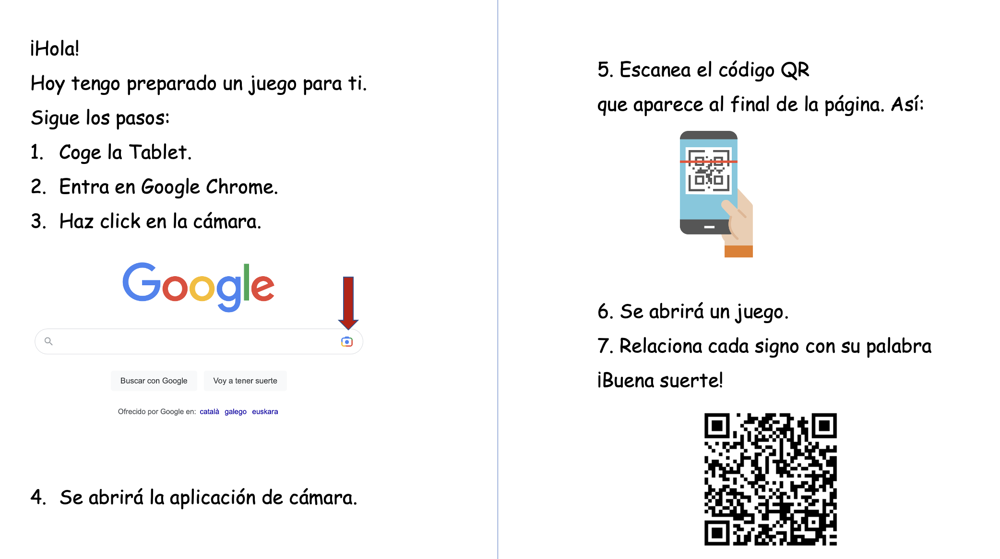 ¡Hola!
Hoy tengo preparado un juego para ti.
Sigue los pasos:
1. Coge la Tablet.
2. Entra en Google Chrome.
3. Haz click en la cámara.
Google
Buscar con Google Voy a tener suerte
Ofrecido por Google en: català galego euskara
4. Se abrirá la aplicación de cámara.
5. Escanea el código QR
que aparece al final de la página. Así:
6. Se abrirá un juego.
7. Relaciona cada signo con su palabra
¡Buena suerte!